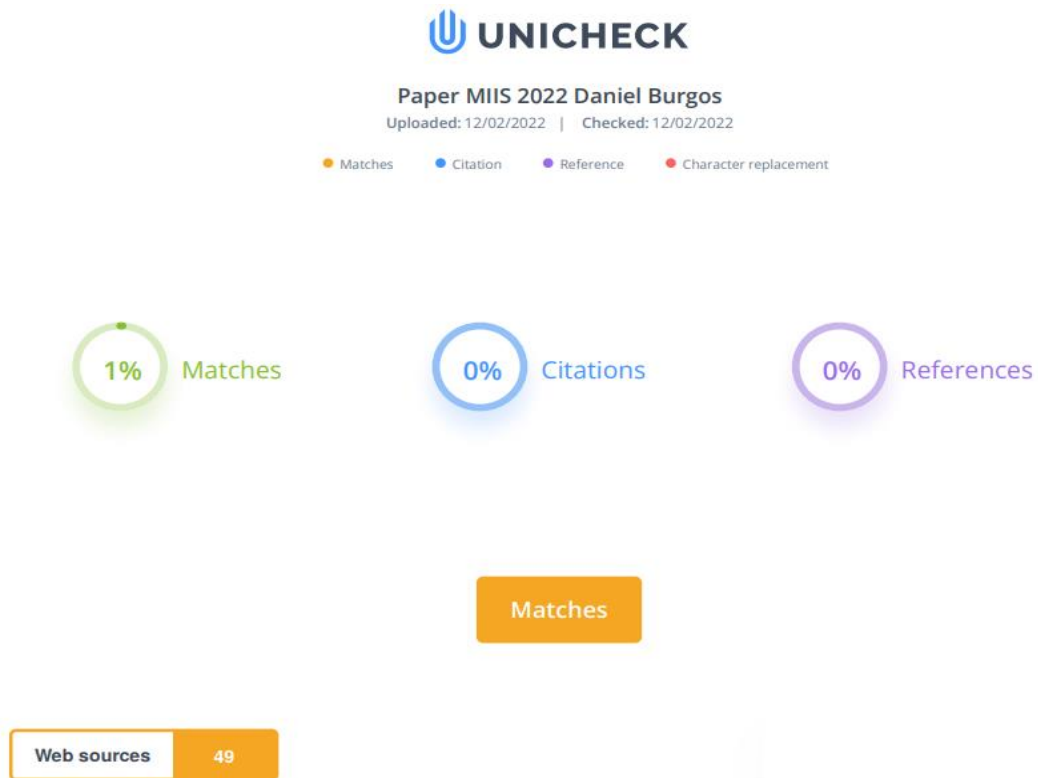 UNICHECK
Paper MIIS 2022 Daniel Burgos
Uploaded: 12/02/2022 | Checked: 12/02/2022
Matches Citation Reference Character replacement
1% Matches 0% Citations 0% References
Matches
Web sources 49